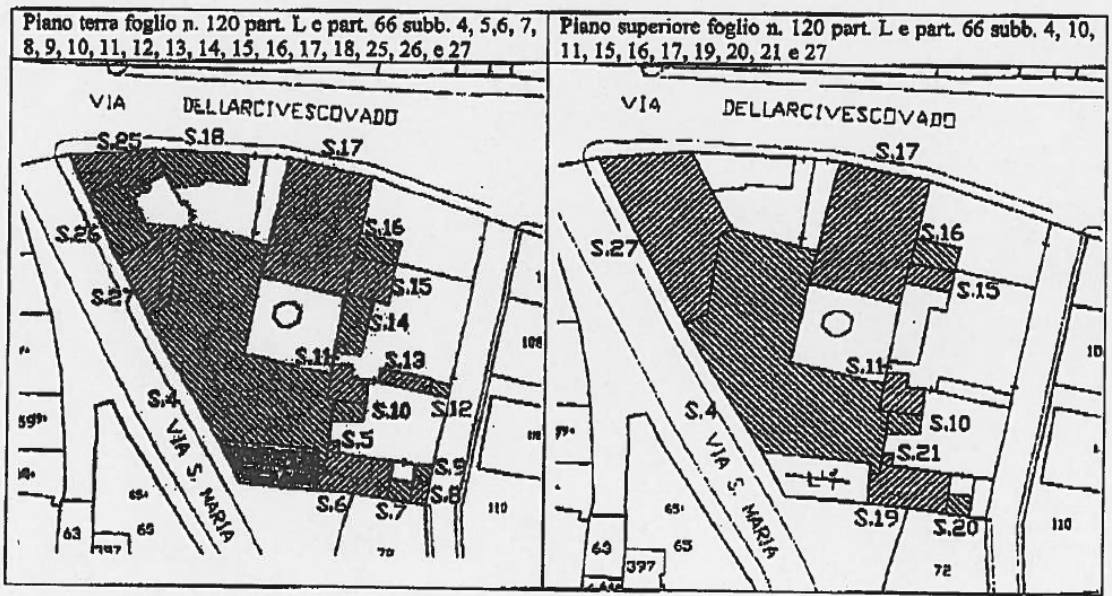 Piano terra foglio n. 120 part. L e part. 66 subb. 4, 5,6, 7,
8, 9, 10, 11, 12, 13, 14, 15, 16, 17, 18, 25, 26, e 27
VIA DELLARCIVESCOVADO
S.25 S.18 S.17
S.26 S.16
S.27 S.15
S.14
S.11 S.13
S.4 S.10 S.12
S.5
S.9
S.6 S.7 S.8
VIA S. MARIA
108
110
63
65
397
Piano superiore foglio n. 120 part. L e part. 66 subb. 4, 10,
11, 15, 16, 17, 19, 20, 21 e 27
VIA DELLARCIVESCOVADO
S.17
S.27 S.16
S.15
S.11
S.4 S.10
S.21
S.19 S.20
VIA S. MARIA
10
110
63
65
397
72